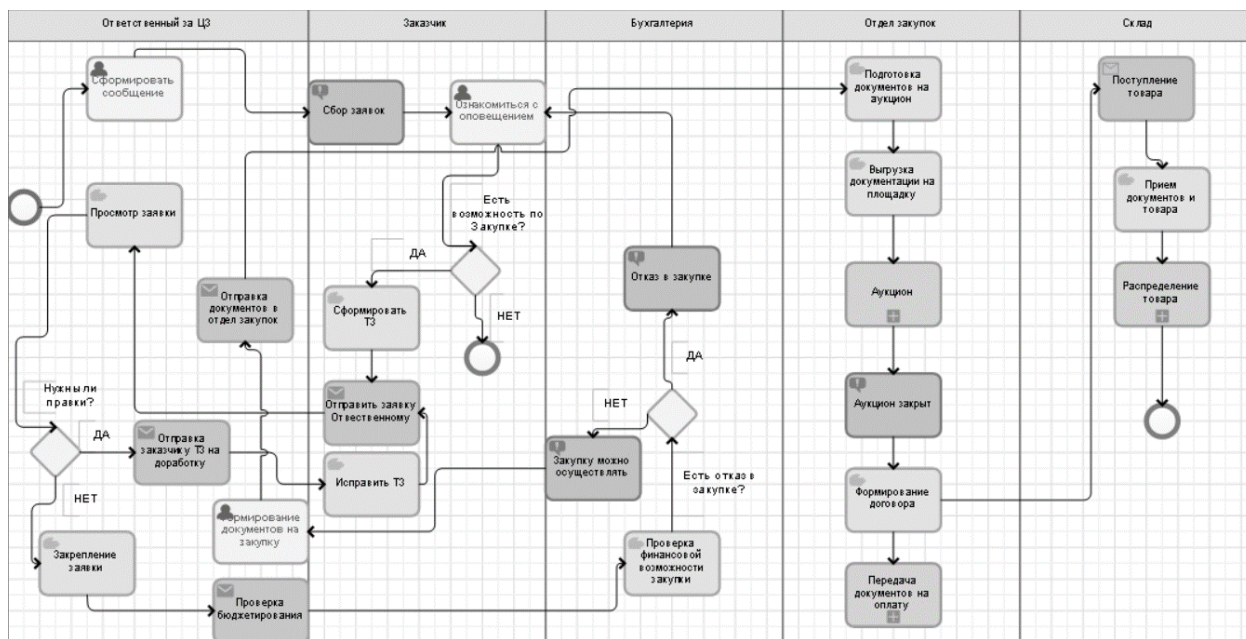 Ответственный за ЦЗ
Заказчик
Бухгалтерия
Отдел закупок
Склад
Сформировать
сообщение
Сбор заявок
Ознакомиться с
оповещением
Подготовка
документов на
аукцион
Поступление
товара
Просмотр заявки
Есть
возможность по
Закупке?
Выгрузка
документации на
площадку
Прием
документов и
товара
ДА
НЕТ
Отправка
документов в
отдел закупок
Сформировать
ТЗ
Отказ в закупке
Аукцион
Распределение
товара
ДА
НЕТ
Нужны ли
правки?
ДА
НЕТ
Отправка
заказчику ТЗ на
доработку
Отправить заявку
Отвественному
Исправить ТЗ
Закупку можно
осуществлять
Есть отказ в
закупке?
Аукцион закрыт
Формирование
договора
Закрепление
заявки
Формирование
документов на
закупку
Проверка
бюджетирования
Проверка
финансовой
возможности
закупки
Передача
документов на
оплату